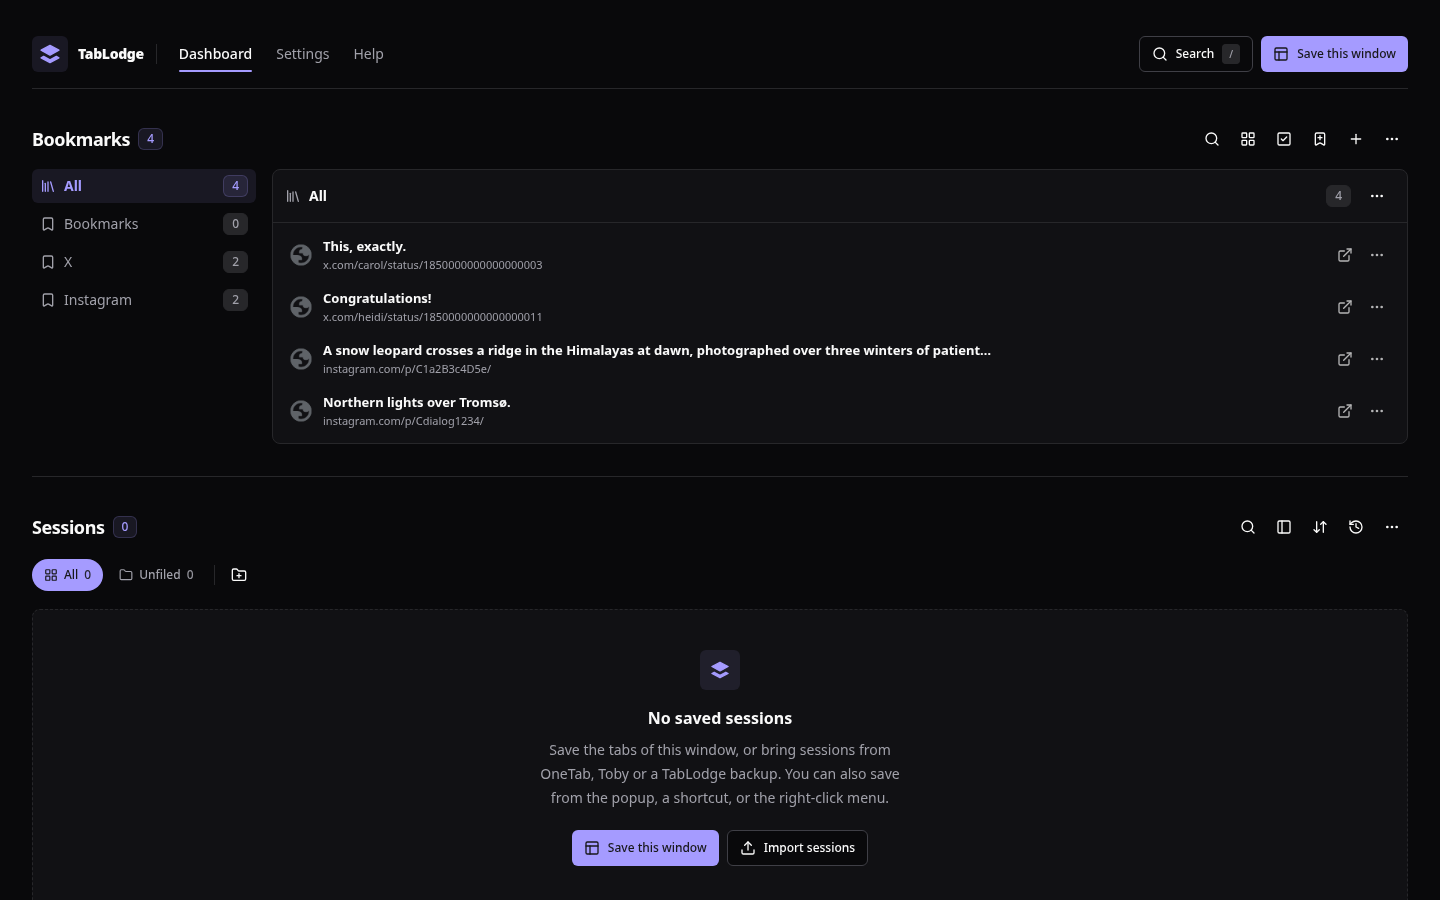 TabLodge
Dashboard
Settings
Help
Search /
Save this window
Bookmarks 4
All 4
Bookmarks 0
X 2
Instagram 2
All 4
This, exactly.
x.com/carol/status/1850000000000000003
Congratulations!
x.com/heidi/status/1850000000000000011
A snow leopard crosses a ridge in the Himalayas at dawn, photographed over three winters of patient…
instagram.com/p/C1a2B3c4D5e/
Northern lights over Tromsø.
instagram.com/p/Cdialog1234/
Sessions 0
All 0
Unfiled 0
No saved sessions
Save the tabs of this window, or bring sessions from
OneTab, Toby or a TabLodge backup. You can also save
from the popup, a shortcut, or the right-click menu.
Save this window
Import sessions